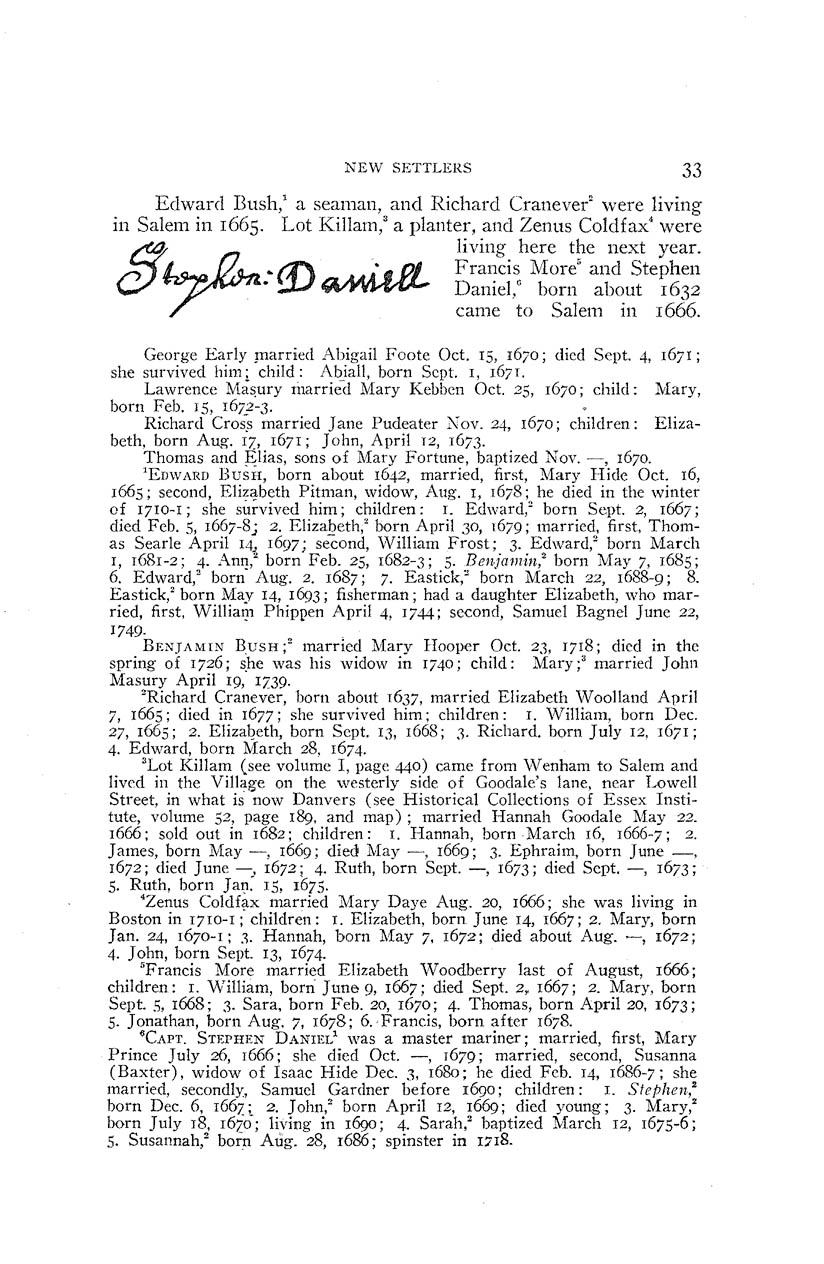 NEW SETTLERS 33
Edward Bush,¹ a seaman, and Richard Cranever² were living
in Salem in 1665. Lot Killam,³ a planter, and Zenus Coldfax⁴ were
living here the next year.
Francis More⁵ and Stephen
Daniel,⁶ born about 1632
came to Salem in 1666.
Stephen: Daniell
George Early married Abigail Foote Oct. 15, 1670; died Sept. 4, 1671;
she survived him; child: Abiall, born Sept. 1, 1671.
Lawrence Masury married Mary Kebben Oct. 25, 1670; child: Mary,
born Feb. 15, 1672-3.
Richard Cross married Jane Pudeater Nov. 24, 1670; children: Eliza-
beth, born Aug. 17, 1671; John, April 12, 1673.
Thomas and Elias, sons of Mary Fortune, baptized Nov. —, 1670.
¹EDWARD BUSH, born about 1642, married, first, Mary Hide Oct. 16,
1665; second, Elizabeth Pitman, widow, Aug. 1, 1678; he died in the winter
of 1710-1; she survived him; children: 1. Edward,² born Sept. 2, 1667;
died Feb. 5, 1667-8; 2. Elizabeth,² born April 30, 1679; married, first, Thom-
as Searle April 14, 1697; second, William Frost; 3. Edward,² born March
1, 1681-2; 4. Ann,² born Feb. 25, 1682-3; 5. Benjamin,² born May 7, 1685;
6. Edward,² born Aug. 2. 1687; 7. Eastick,² born March 22, 1688-9; 8.
Eastick,² born May 14, 1693; fisherman; had a daughter Elizabeth, who mar-
ried, first, William Phippen April 4, 1744; second, Samuel Bagnel June 22,
1749.
BENJAMIN BUSH;² married Mary Hooper Oct. 23, 1718; died in the
spring of 1726; she was his widow in 1740; child: Mary;³ married John
Masury April 19, 1739.
²Richard Cranever, born about 1637, married Elizabeth Woolland April
7, 1665; died in 1677; she survived him; children: 1. William, born Dec.
27, 1665; 2. Elizabeth, born Sept. 13, 1668; 3. Richard. born July 12, 1671;
4. Edward, born March 28, 1674.
³Lot Killam (see volume I, page 440) came from Wenham to Salem and
lived in the Village on the westerly side of Goodale's lane, near Lowell
Street, in what is now Danvers (see Historical Collections of Essex Insti-
tute, volume 52, page 189, and map); married Hannah Goodale May 22.
1666; sold out in 1682; children: 1. Hannah, born March 16, 1666-7; 2.
James, born May —, 1669; died May —, 1669; 3. Ephraim, born June —,
1672; died June —, 1672; 4. Ruth, born Sept. —, 1673; died Sept. —, 1673;
5. Ruth, born Jan. 15, 1675.
⁴Zenus Coldfax married Mary Daye Aug. 20, 1666; she was living in
Boston in 1710-1; children: 1. Elizabeth, born June 14, 1667; 2. Mary, born
Jan. 24, 1670-1; 3. Hannah, born May 7, 1672; died about Aug. —, 1672;
4. John, born Sept. 13, 1674.
⁵Francis More married Elizabeth Woodberry last of August, 1666;
children: 1. William, born June 9, 1667; died Sept. 2, 1667; 2. Mary, born
Sept. 5, 1668; 3. Sara, born Feb. 20, 1670; 4. Thomas, born April 20, 1673;
5. Jonathan, born Aug. 7, 1678; 6. Francis, born after 1678.
⁶CAPT. STEPHEN DANIEL¹ was a master mariner; married, first, Mary
Prince July 26, 1666; she died Oct. —, 1679; married, second, Susanna
(Baxter), widow of Isaac Hide Dec. 3, 1680; he died Feb. 14, 1686-7; she
married, secondly, Samuel Gardner before 1690; children: 1. Stephen,²
born Dec. 6, 1667; 2. John,² born April 12, 1669; died young; 3. Mary,²
born July 18, 1670; living in 1690; 4. Sarah,² baptized March 12, 1675-6;
5. Susannah,² born Aug. 28, 1686; spinster in 1718.